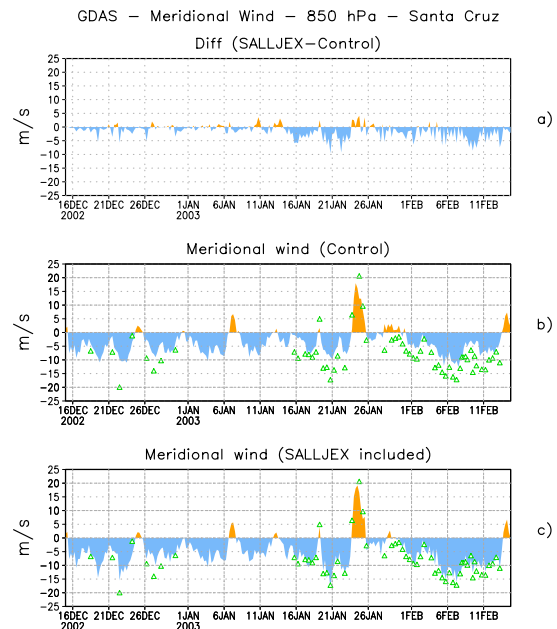 GDAS – Meridional Wind – 850 hPa – Santa Cruz
Diff (SALLJEX–Control)
25
20
15
10
5
0
−5
−10
−15
−20
−25
m/s
a)
16DEC 21DEC 26DEC 1JAN 6JAN 11JAN 16JAN 21JAN 26JAN 1FEB 6FEB 11FEB
2002 2003
Meridional wind (Control)
25
20
15
10
5
0
−5
−10
−15
−20
−25
m/s
b)
16DEC 21DEC 26DEC 1JAN 6JAN 11JAN 16JAN 21JAN 26JAN 1FEB 6FEB 11FEB
2002 2003
Meridional wind (SALLJEX included)
25
20
15
10
5
0
−5
−10
−15
−20
−25
m/s
c)
16DEC 21DEC 26DEC 1JAN 6JAN 11JAN 16JAN 21JAN 26JAN 1FEB 6FEB 11FEB
2002 2003